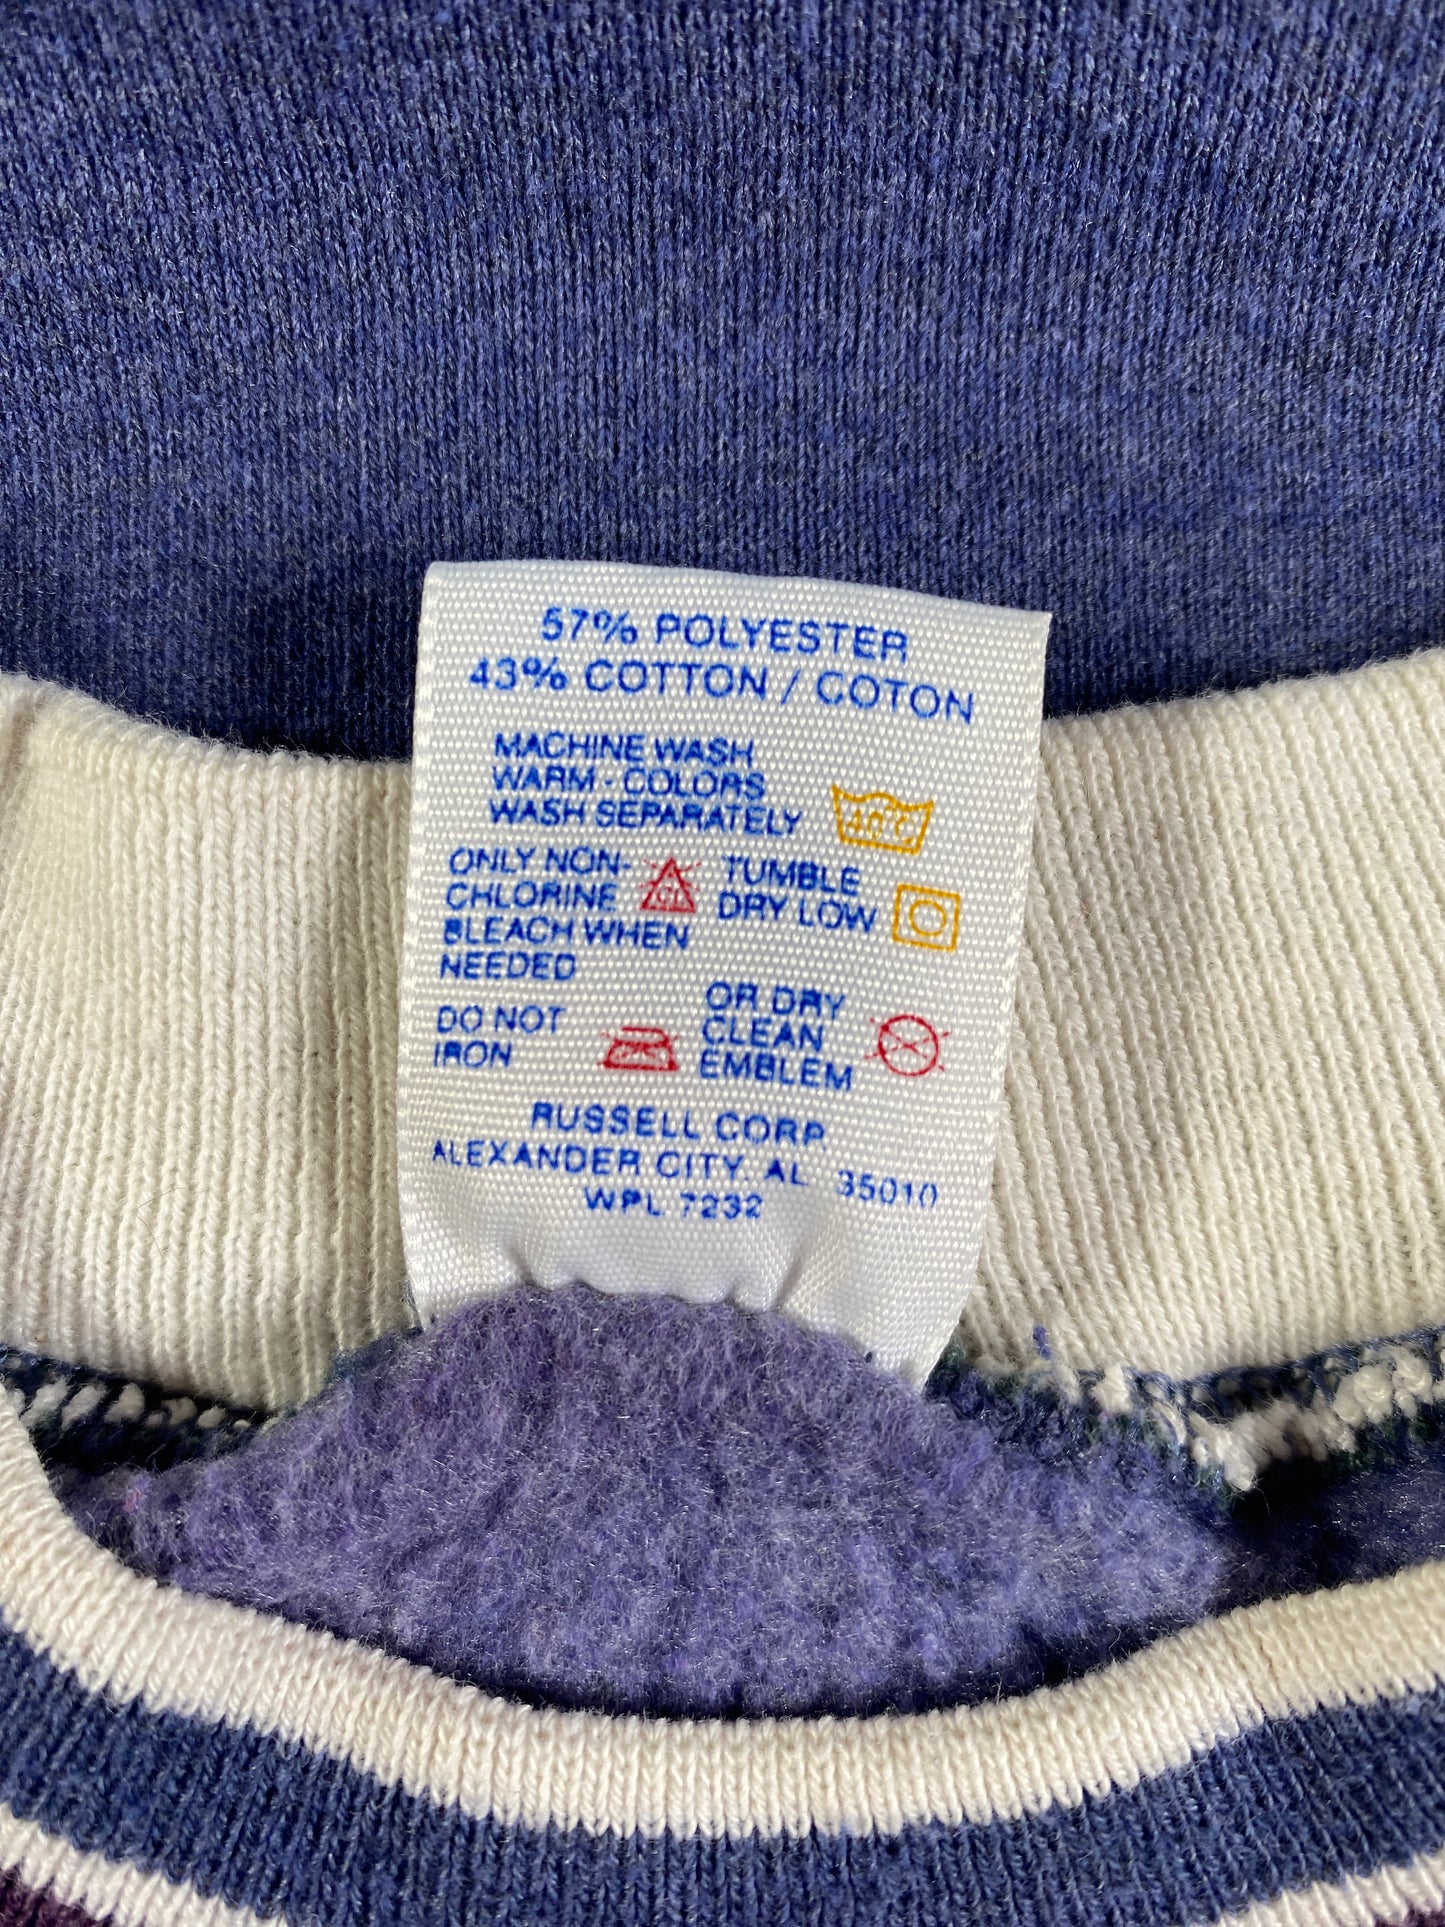 57% POLYESTER
43% COTTON / COTON
MACHINE WASH
WARM - COLORS
WASH SEPARATELY
40°C
ONLY NON-
CHLORINE
BLEACH WHEN
NEEDED
CL
TUMBLE
DRY LOW
DO NOT
IRON
OR DRY
CLEAN
EMBLEM
RUSSELL CORP.
ALEXANDER CITY, AL 35010
WPL 7232